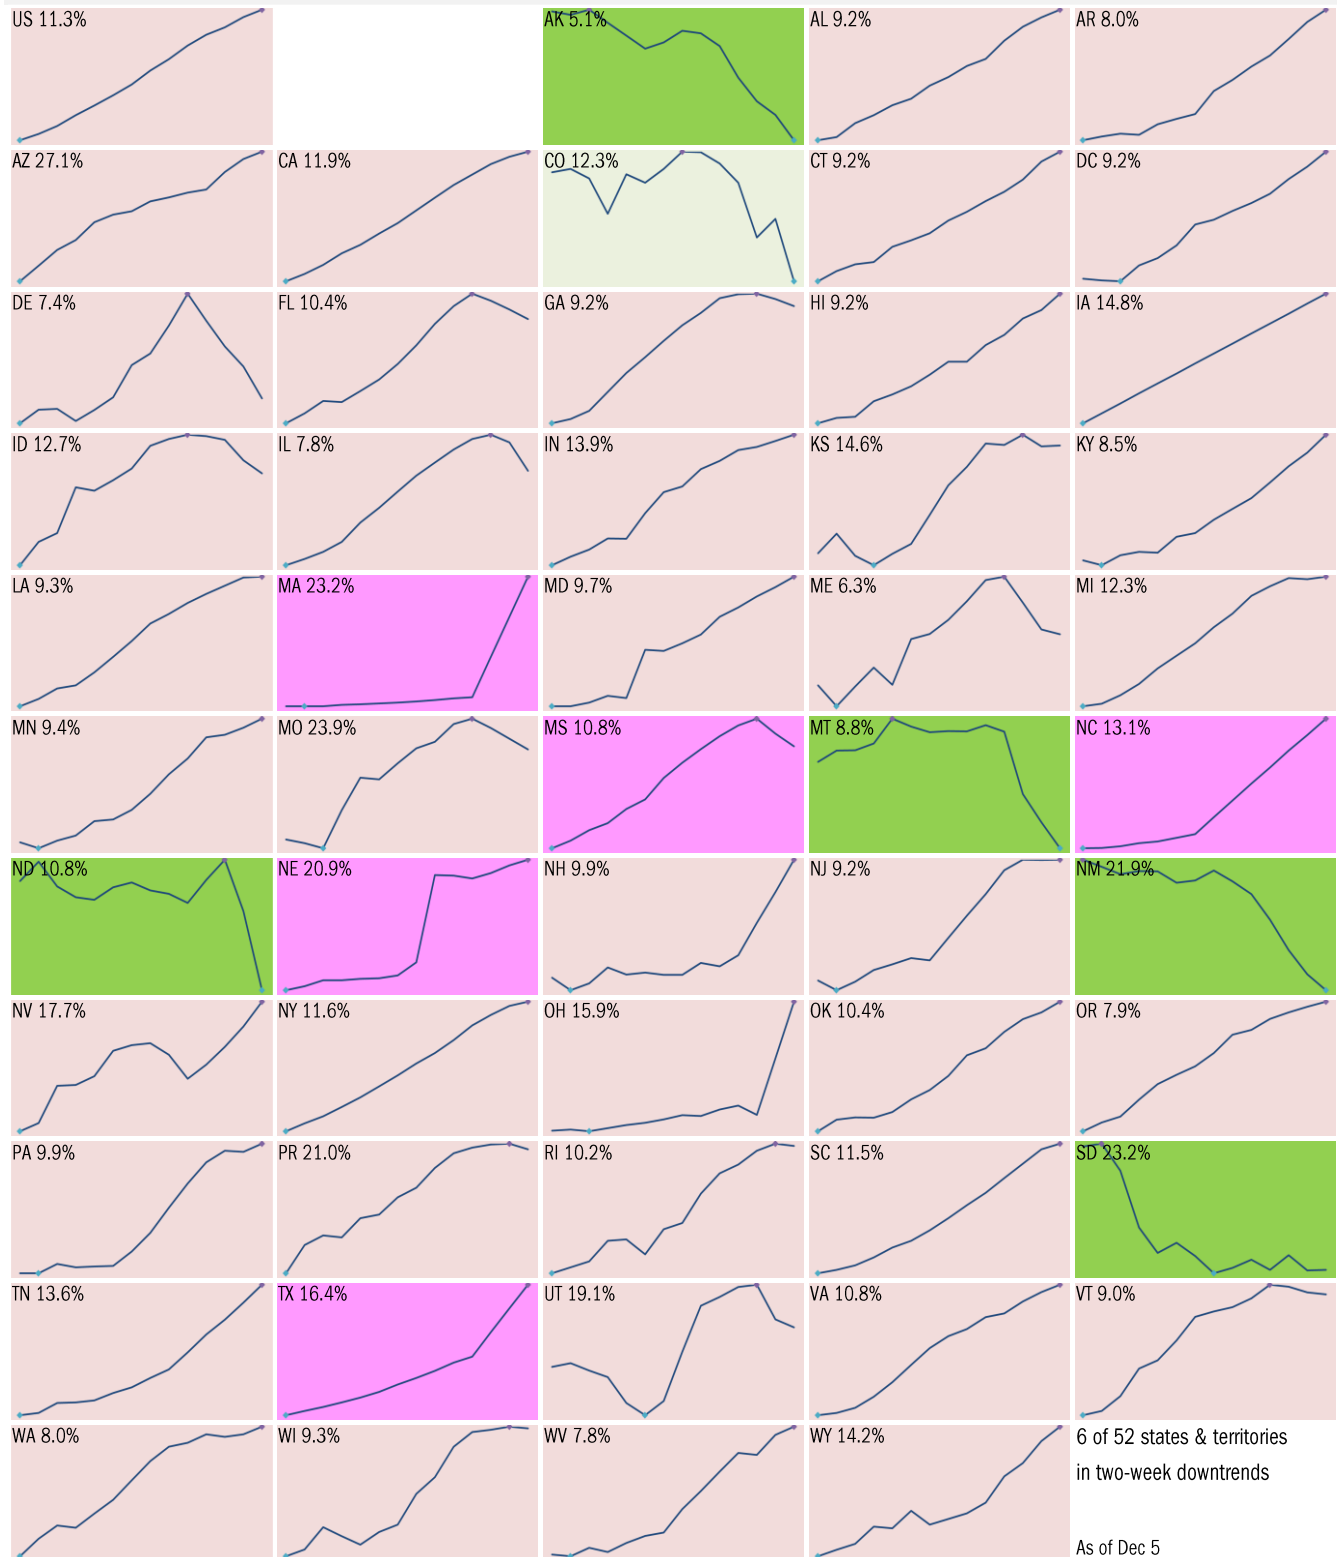 US 11.3%
AK 5.1%
AL 9.2%
AR 8.0%
AZ 27.1%
CA 11.9%
CO 12.3%
CT 9.2%
DC 9.2%
DE 7.4%
FL 10.4%
GA 9.2%
HI 9.2%
IA 14.8%
ID 12.7%
IL 7.8%
IN 13.9%
KS 14.6%
KY 8.5%
LA 9.3%
MA 23.2%
MD 9.7%
ME 6.3%
MI 12.3%
MN 9.4%
MO 23.9%
MS 10.8%
MT 8.8%
NC 13.1%
ND 10.8%
NE 20.9%
NH 9.9%
NJ 9.2%
NM 21.9%
NV 17.7%
NY 11.6%
OH 15.9%
OK 10.4%
OR 7.9%
PA 9.9%
PR 21.0%
RI 10.2%
SC 11.5%
SD 23.2%
TN 13.6%
TX 16.4%
UT 19.1%
VA 10.8%
VT 9.0%
WA 8.0%
WI 9.3%
WV 7.8%
WY 14.2%
6 of 52 states & territories
in two-week downtrends
As of Dec 5